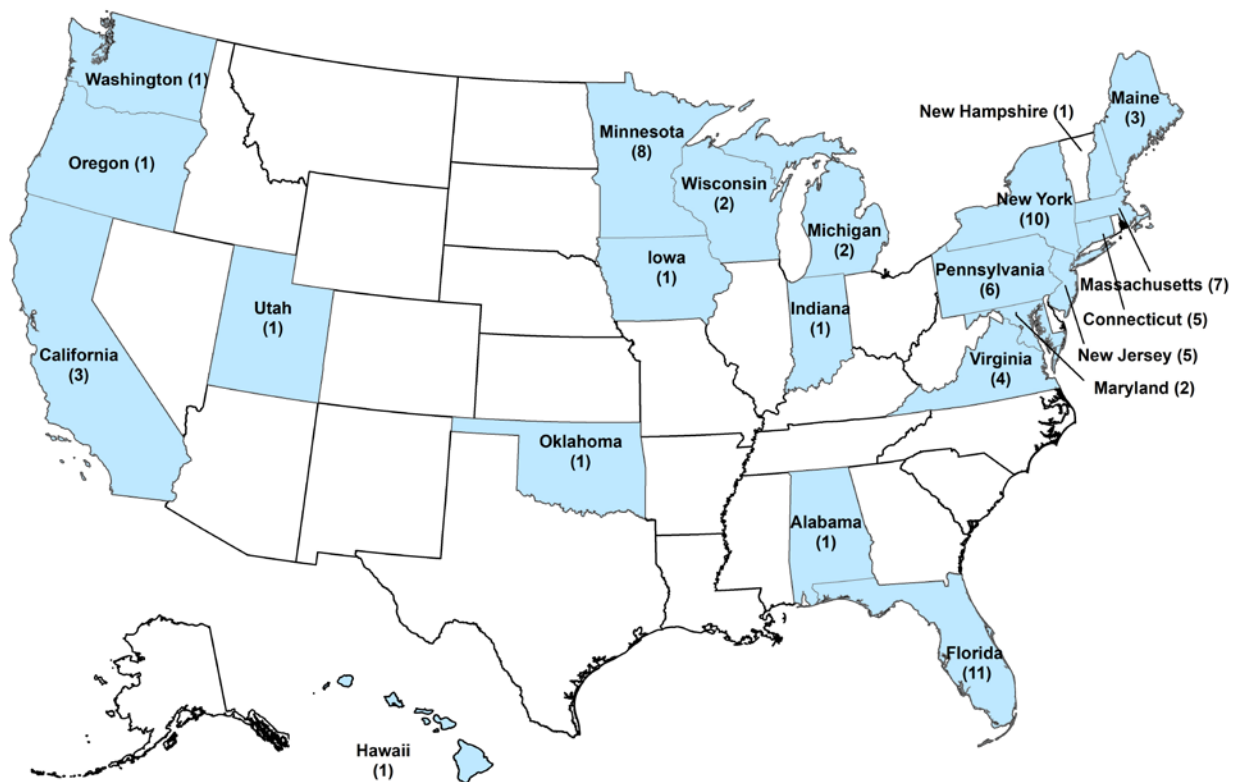 Washington (1)
Oregon (1)
California
(3)
Utah
(1)
Minnesota
(8)
Wisconsin
(2)
Iowa
(1)
Michigan
(2)
Indiana
(1)
Oklahoma
(1)
Alabama
(1)
Florida
(11)
Hawaii
(1)
New Hampshire (1)
Maine
(3)
New York
(10)
Pennsylvania
(6)
Virginia
(4)
Massachusetts (7)
Connecticut (5)
New Jersey (5)
Maryland (2)